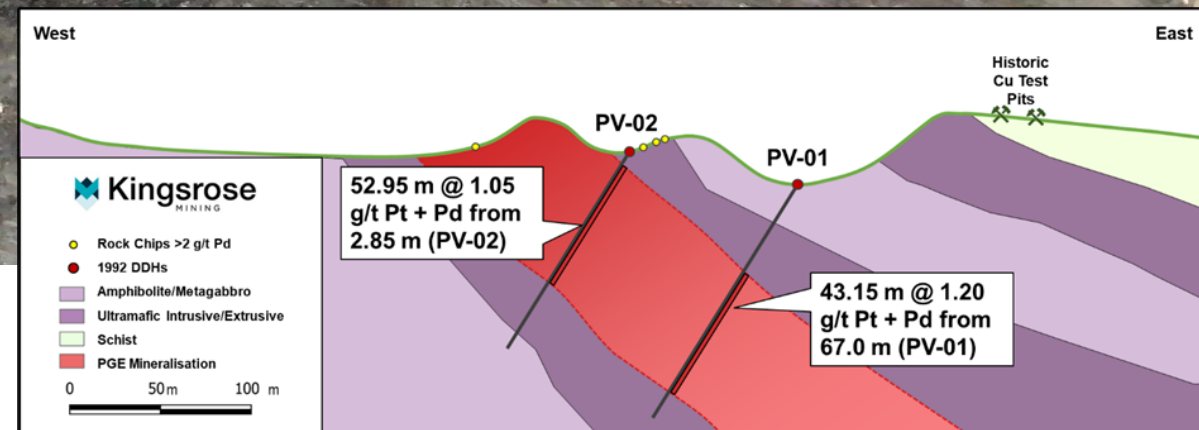 West
East
Historic
Cu Test
Pits
PV-02
PV-01
52.95 m @ 1.05
g/t Pt + Pd from
2.85 m (PV-02)
43.15 m @ 1.20
g/t Pt + Pd from
67.0 m (PV-01)
Kingsrose
MINING
Rock Chips >2 g/t Pd
1992 DDHs
Amphibolite/Metagabbro
Ultramafic Intrusive/Extrusive
Schist
PGE Mineralisation
0 50m 100 m